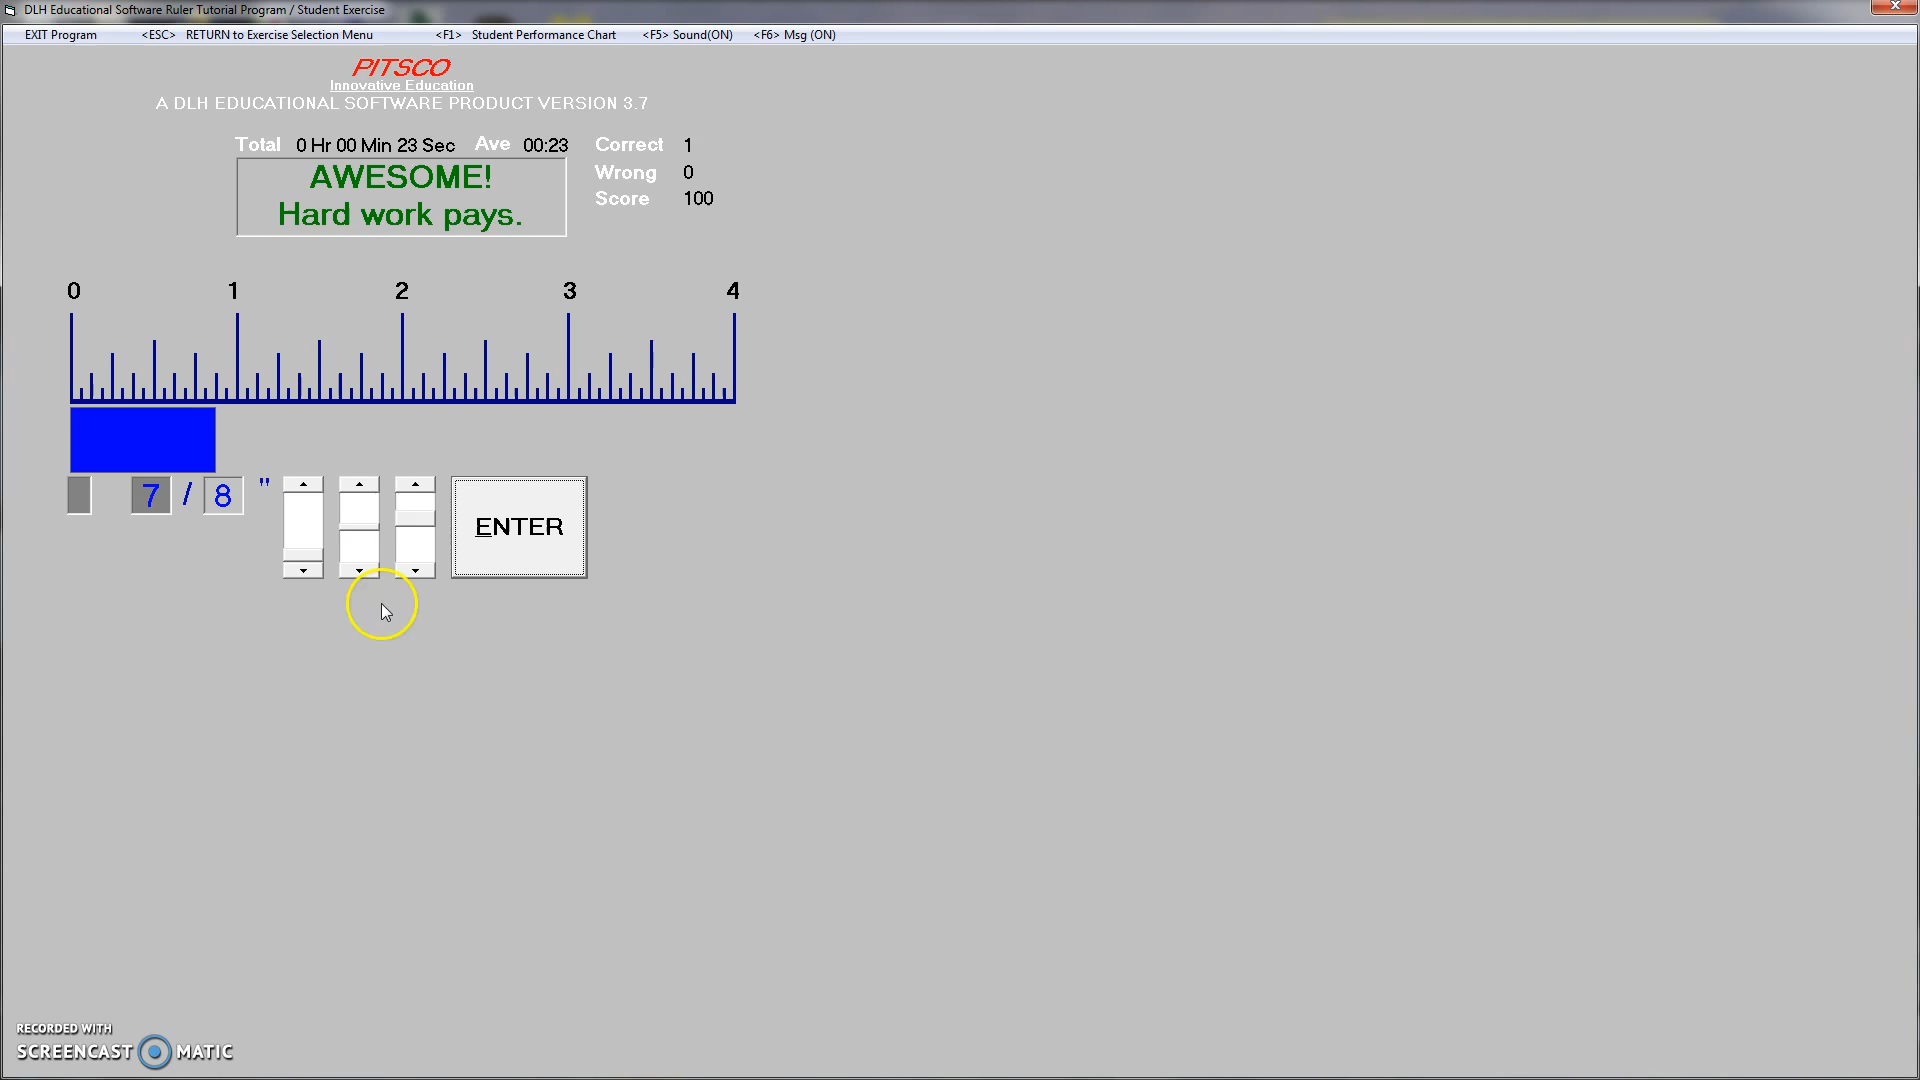 DLH Educational Software Ruler Tutorial Program / Student Exercise
EXIT Program <ESC> RETURN to Exercise Selection Menu <F1> Student Performance Chart <F5> Sound(ON) <F6> Msg (ON)
PITSCO
Innovative Education
A DLH EDUCATIONAL SOFTWARE PRODUCT VERSION 3.7
Total 0 Hr 00 Min 23 Sec Ave 00:23 Correct 1
Wrong 0
Score 100
AWESOME!
Hard work pays.
0 1 2 3 4
7 / 8 "
ENTER
RECORDED WITH
SCREENCAST MATIC